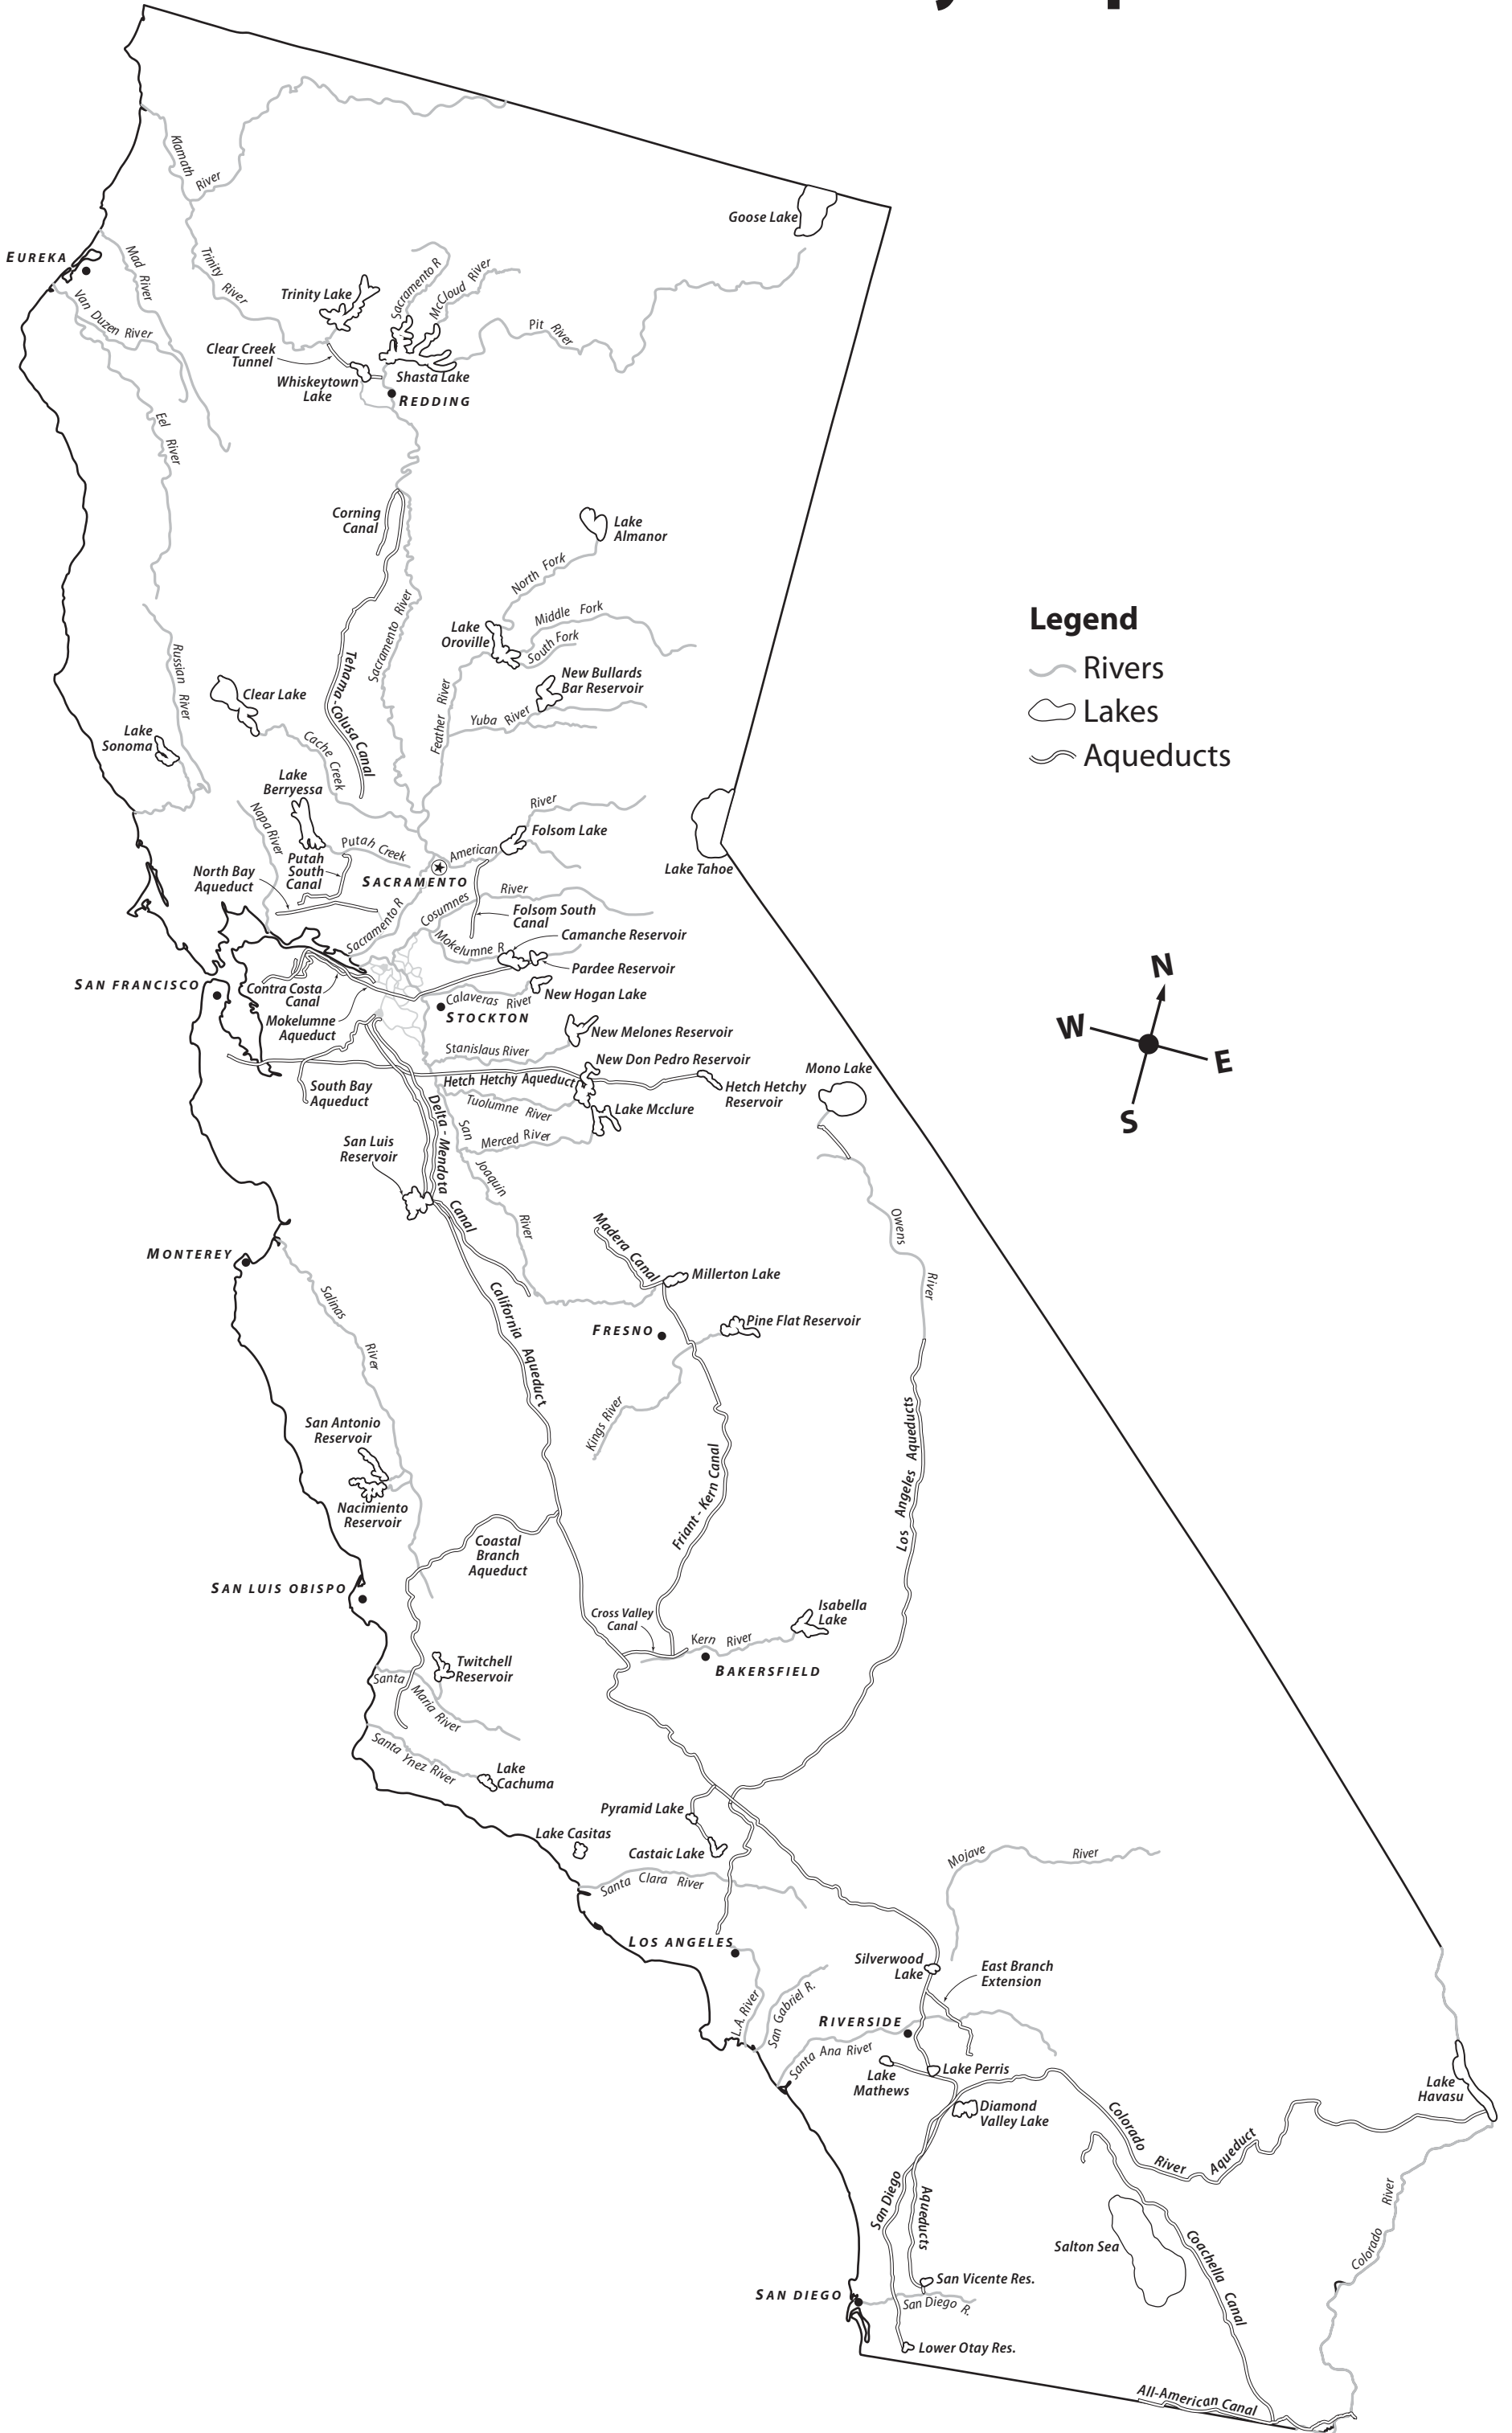 Goose Lake
Klamath
River
EUREKA
Mad River
Trinity
River
Van Duzen River
Trinity Lake
Sacramento R
McCloud River
Pit River
Clear Creek
Tunnel
Whiskeytown
Lake
Shasta Lake
REDDING
Eel River
Corning
Canal
Lake
Almanor
North Fork
Middle Fork
South Fork
Lake
Oroville
Sacramento River
Tehama-Colusa Canal
Russian River
New Bullards
Bar Reservoir
Clear Lake
Feather River
Yuba River
Lake
Sonoma
Cache Creek
Lake
Berryessa
Napa River
River
Folsom Lake
American
Putah Creek
Putah
South
Canal
North Bay
Aqueduct
SACRAMENTO
Lake Tahoe
Legend
Rivers
Lakes
Aqueducts
Cosumnes
River
Folsom South
Canal
Sacramento R
Mokelumne R
Camanche Reservoir
Pardee Reservoir
SAN FRANCISCO
Contra Costa
Canal
Calaveras River
New Hogan Lake
STOCKTON
Mokelumne
Aqueduct
New Melones Reservoir
Stanislaus River
New Don Pedro Reservoir
Hetch Hetchy Aqueduct
Hetch Hetchy
Reservoir
Mono Lake
N
W
E
S
South Bay
Aqueduct
Tuolumne River
Lake Mcclure
Delta - Mendota
Canal
San
Joaquin
River
Merced River
San Luis
Reservoir
Owens
River
MONTEREY
Madera Canal
Millerton Lake
Salinas
River
California Aqueduct
FRESNO
Pine Flat Reservoir
Kings River
Los Angeles Aqueducts
San Antonio
Reservoir
Nacimiento
Reservoir
Friant - Kern Canal
Coastal
Branch
Aqueduct
SAN LUIS OBISPO
Cross Valley
Canal
Isabella
Lake
Kern River
BAKERSFIELD
Twitchell
Reservoir
Santa
Maria River
Santa Ynez River
Lake
Cachuma
Pyramid Lake
Lake Casitas
Castaic Lake
Santa Clara River
Mojave
River
LOS ANGELES
Silverwood
Lake
East Branch
Extension
L.A. River
San Gabriel R.
RIVERSIDE
Santa Ana River
Lake
Mathews
Lake Perris
Lake
Havasu
Diamond
Valley Lake
Colorado
River
Aqueduct
San Diego
Aqueducts
Colorado
River
Salton Sea
Coachella
Canal
San Vicente Res.
SAN DIEGO
San Diego R.
Lower Otay Res.
All-American Canal